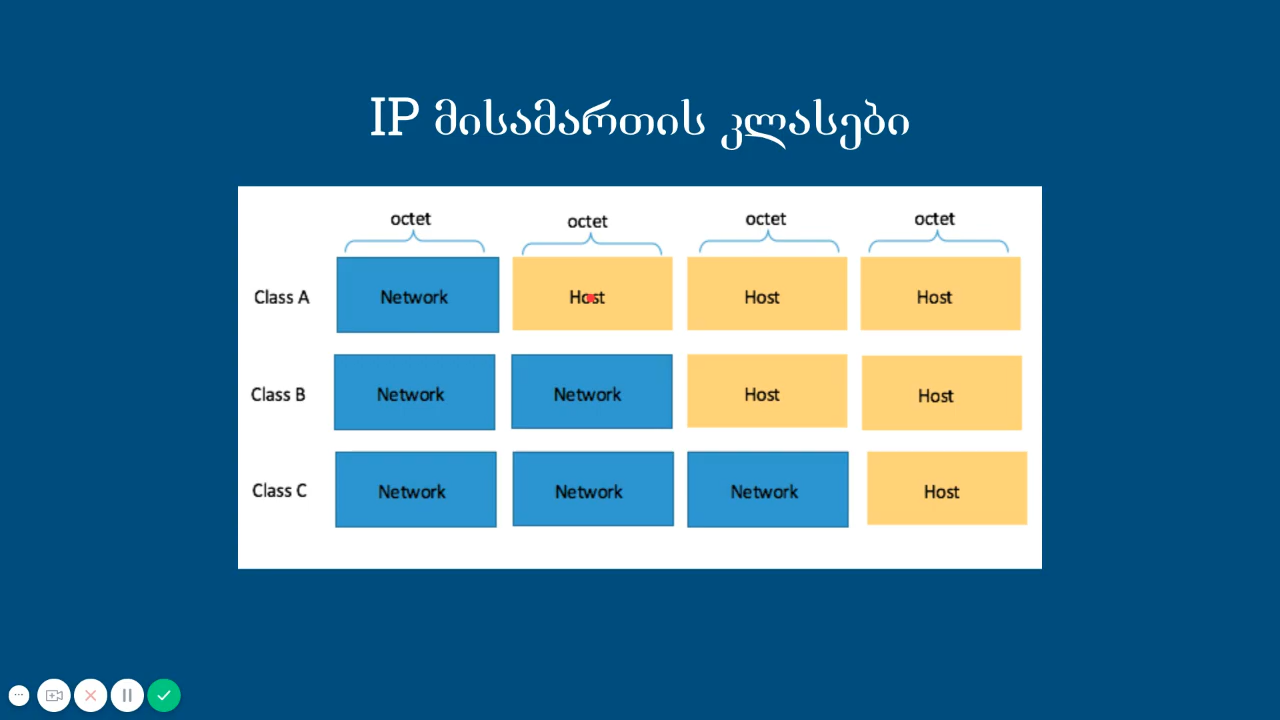 IP მისამართის კლასები
octet octet octet octet
Class A Network Host Host Host
Class B Network Network Host Host
Class C Network Network Network Host